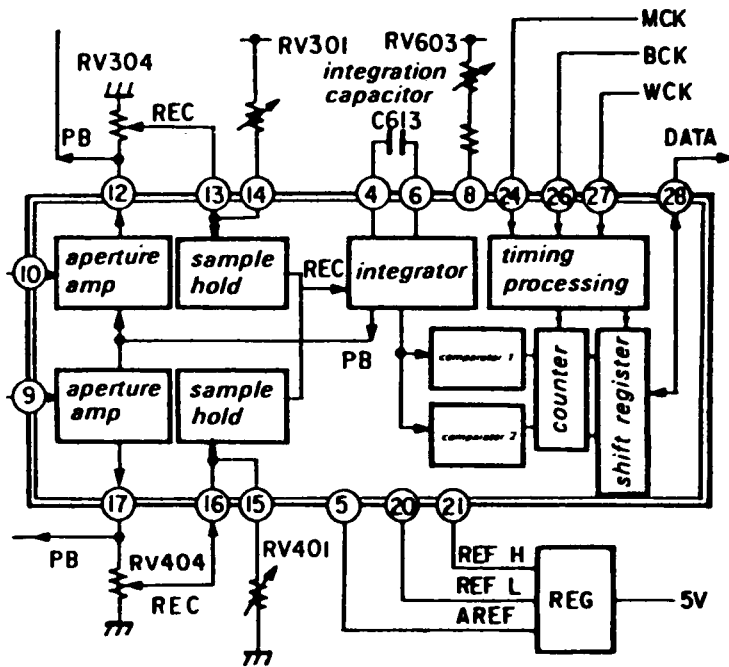 RV304
RV301
RV603
MCK
integration
capacitor
BCK
C613
WCK
PB
REC
DATA
12
13
14
4
6
8
24
26
27
28
10
aperture
amp
sample
hold
REC
integrator
timing
processing
PB
9
aperture
amp
sample
hold
comparator 1
comparator 2
counter
shift register
17
16
15
5
20
21
PB
RV404
REC
RV401
REF H
REF L
AREF
REG
5V